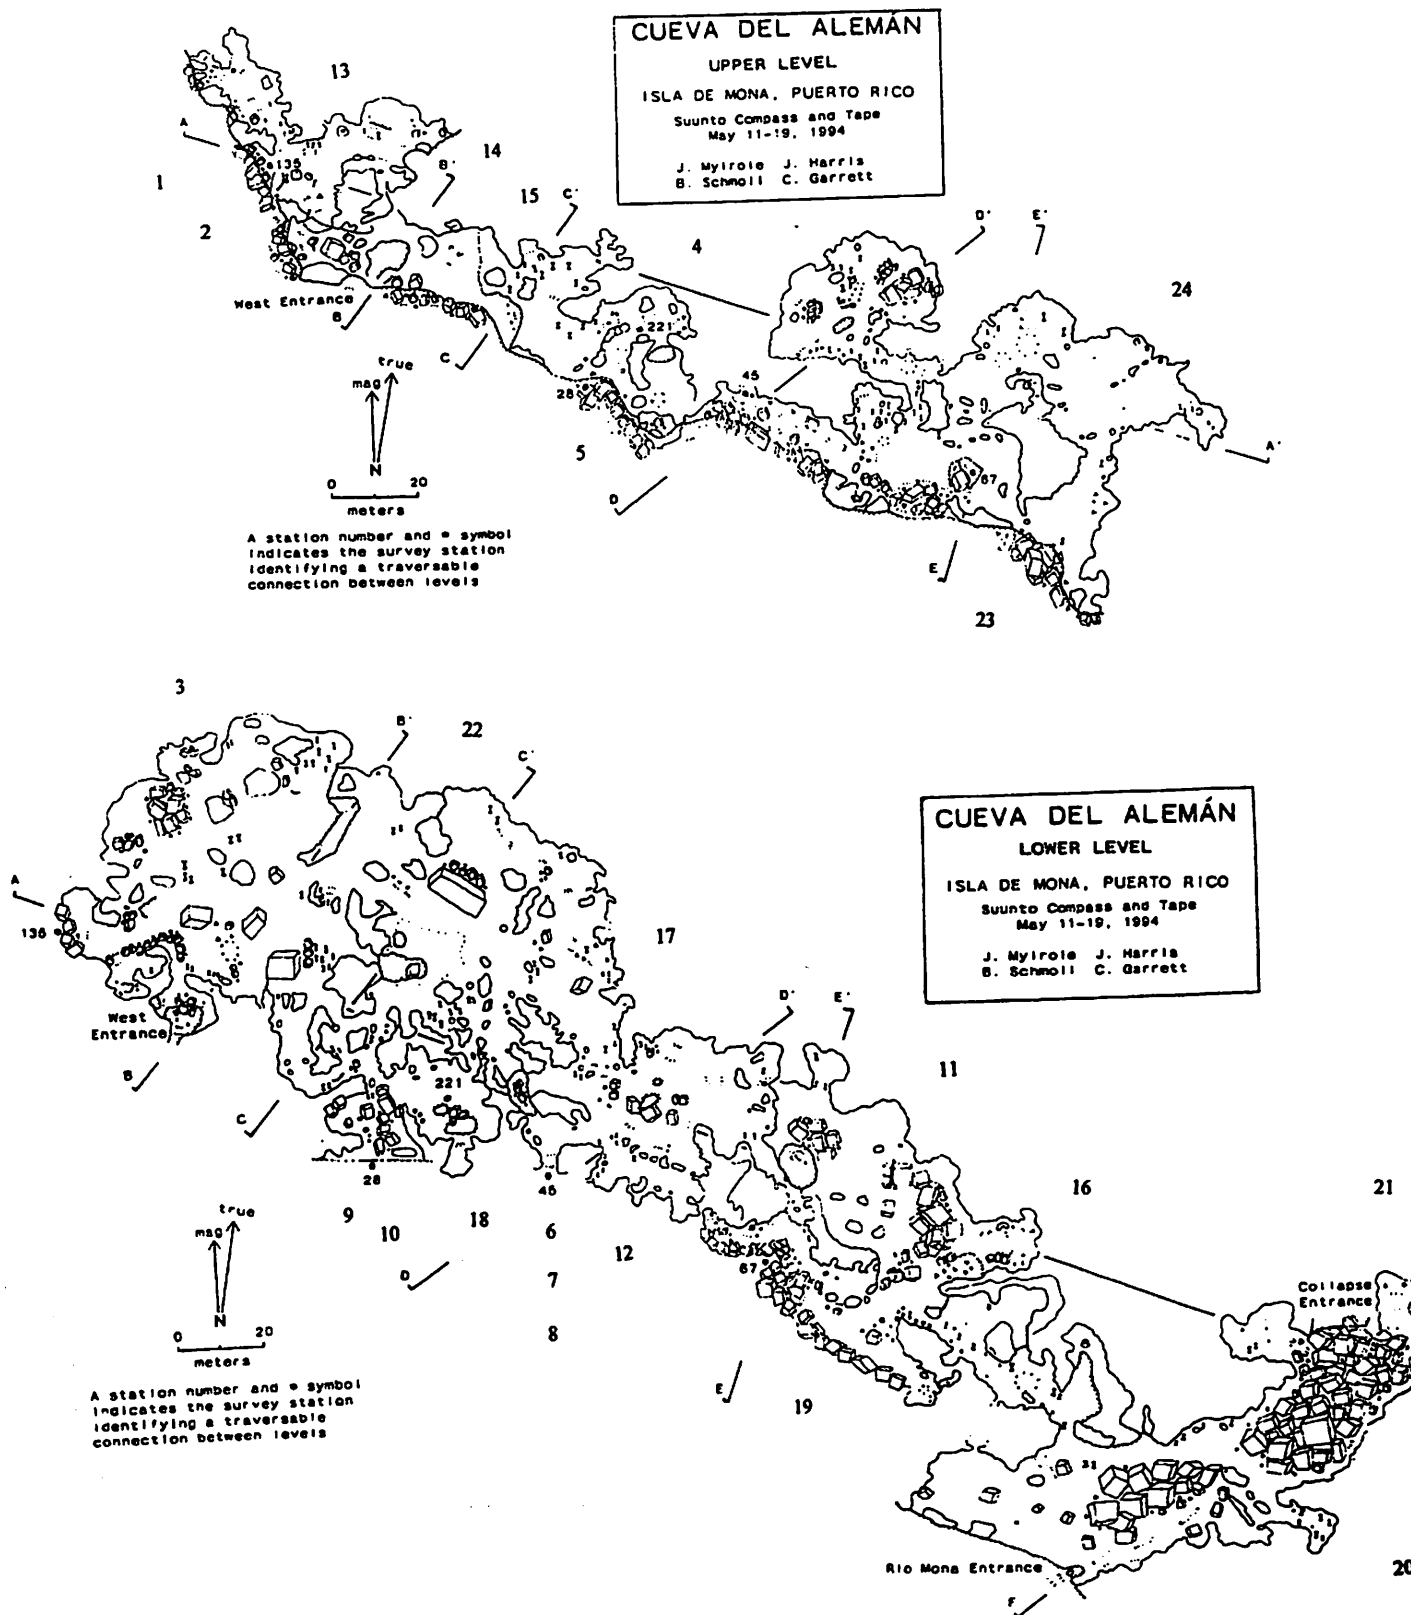 CUEVA DEL ALEMÁN
UPPER LEVEL
ISLA DE MONA, PUERTO RICO
Suunto Compass and Tape
May 11-19, 1994
J. Mylroie J. Harris
B. Schmoll C. Garrett
13
A
135
14
B'
1
15
C'
2
4
D'
E'
24
West Entrance
B
221
C
true
mag
45
28
5
A'
N
D
67
0 20
meters
E
A station number and * symbol
indicates the survey station
identifying a traversable
connection between levels
23
3
B'
22
C'
CUEVA DEL ALEMÁN
LOWER LEVEL
ISLA DE MONA, PUERTO RICO
Suunto Compass and Tape
May 11-19, 1994
J. Mylroie J. Harris
B. Schmoll C. Garrett
A
136
17
D'
E'
West
Entrance
B
11
221
C
28
45
16
21
true
mag
9
10
18
6
12
67
D
7
Collapse
Entrance
N
8
0 20
meters
E
19
A station number and * symbol
indicates the survey station
identifying a traversable
connection between levels
Rio Mona Entrance
20
F